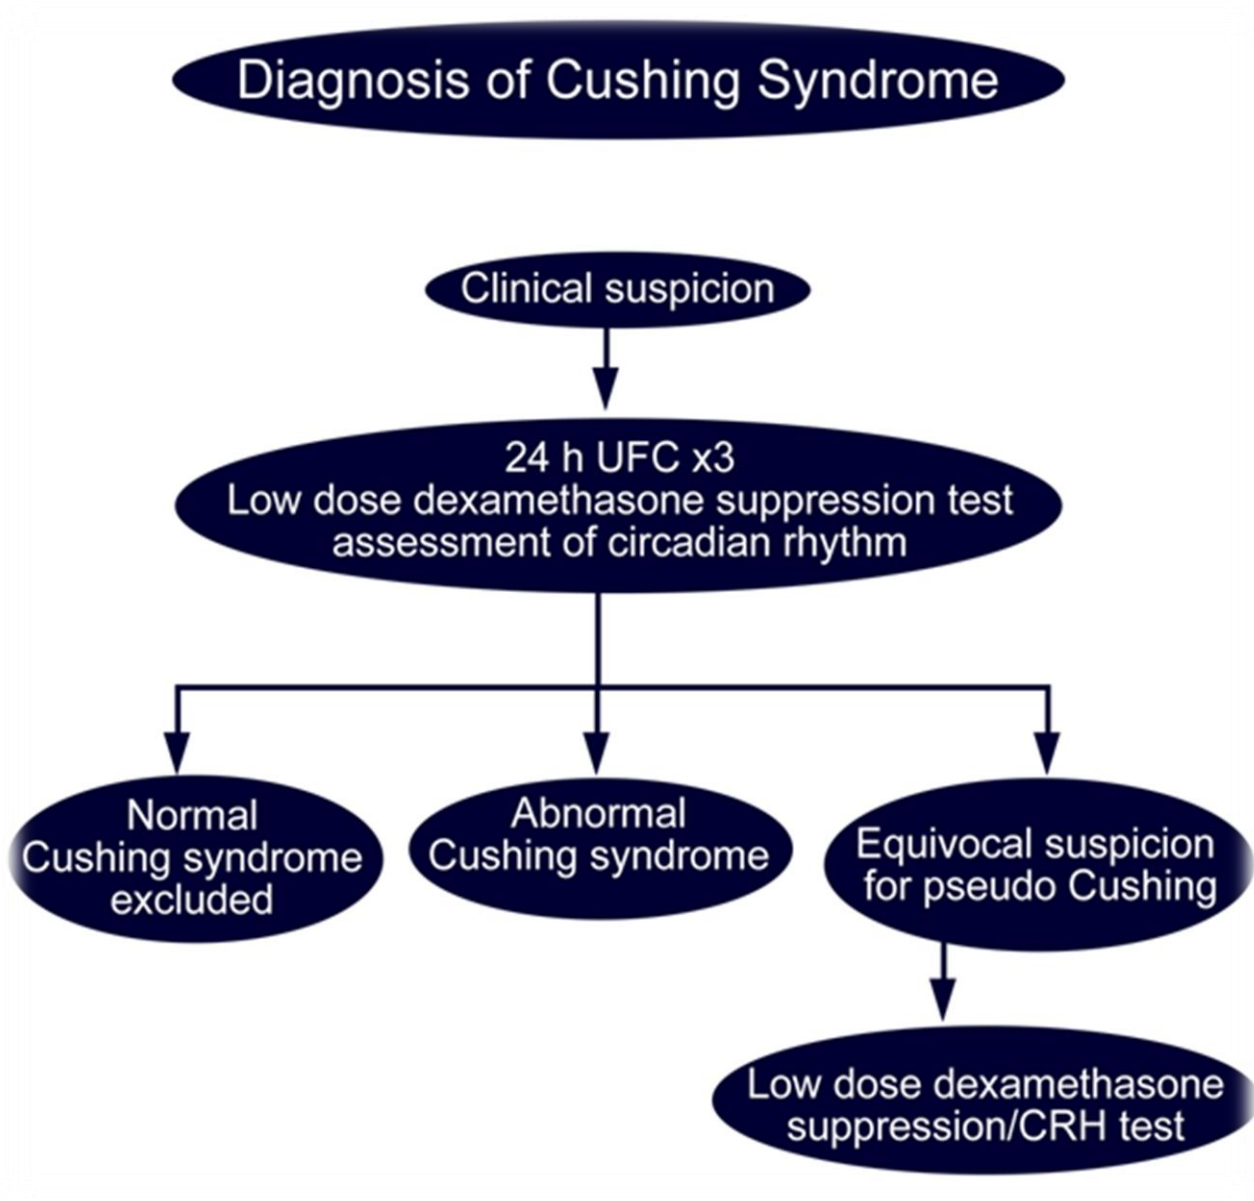 Diagnosis of Cushing Syndrome
Clinical suspicion
24 h UFC x3
Low dose dexamethasone suppression test
assessment of circadian rhythm
Normal
Cushing syndrome
excluded
Abnormal
Cushing syndrome
Equivocal suspicion
for pseudo Cushing
Low dose dexamethasone
suppression/CRH test